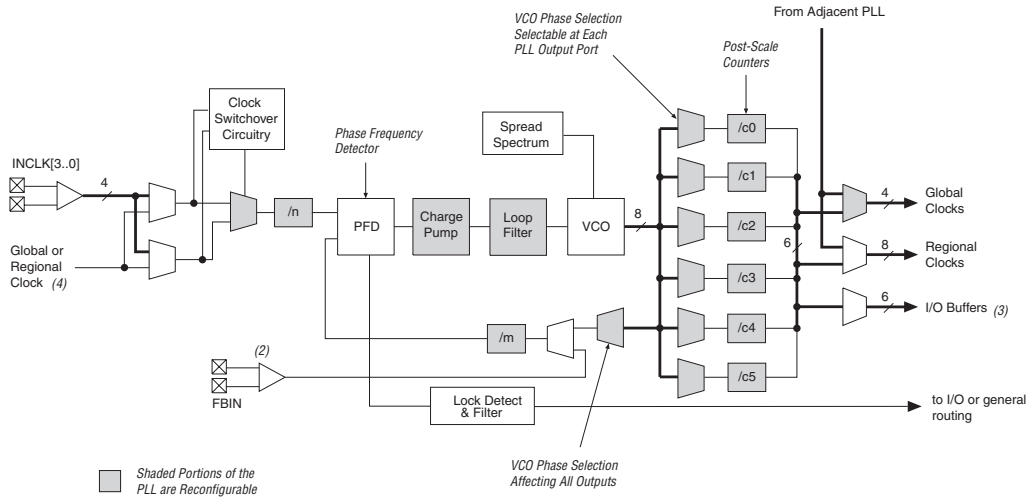 From Adjacent PLL
VCO Phase Selection
Selectable at Each
PLL Output Port
Post-Scale
Counters
Clock
Switchover
Circuitry
Phase Frequency
Detector
Spread
Spectrum
INCLK[3..0]
4
Global or
Regional
Clock (4)
/n
PFD
Charge
Pump
Loop
Filter
VCO
8
/c0
/c1
/c2
/c3
/c4
/c5
6
4
Global
Clocks
8
Regional
Clocks
6
I/O Buffers (3)
/m
(2)
FBIN
Lock Detect
& Filter
to I/O or general
routing
VCO Phase Selection
Affecting All Outputs
Shaded Portions of the
PLL are Reconfigurable